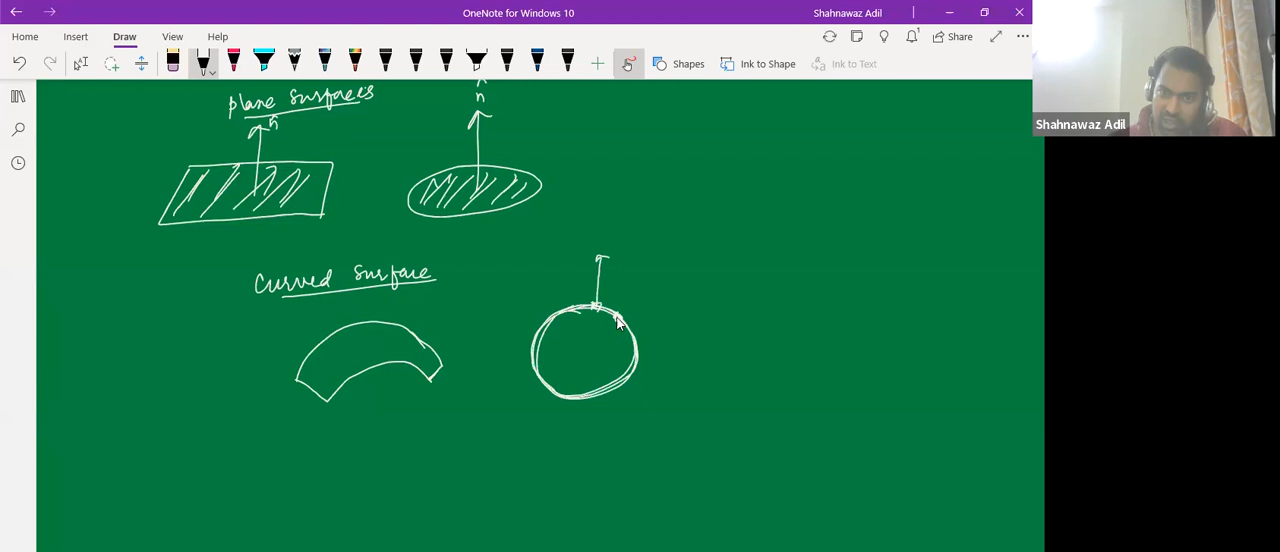 OneNote for Windows 10
Shahnawaz Adil
Home Insert Draw View Help
Share
Shapes Ink to Shape Ink to Text
Shahnawaz Adil
Plane Surfaces
n̂ n̂
Curved Surface